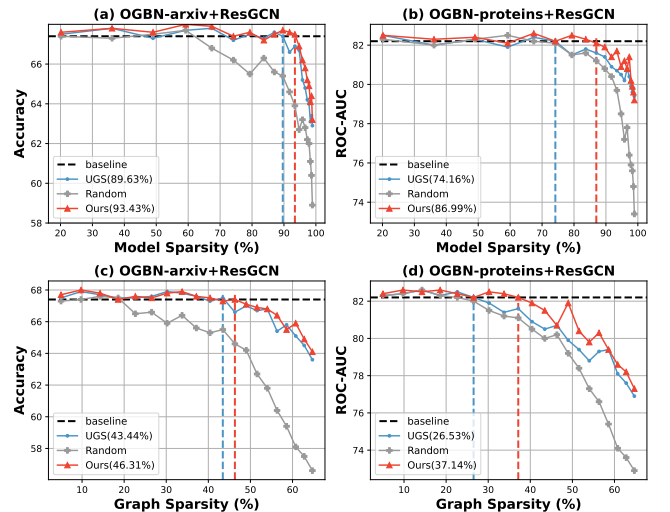 (a) OGBN-arxiv+ResGCN
Accuracy
66
64
62
60
58
baseline
UGS(89.63%)
Random
Ours(93.43%)
20 30 40 50 60 70 80 90 100
Model Sparsity (%)
(b) OGBN-proteins+ResGCN
ROC-AUC
82
80
78
76
74
baseline
UGS(74.16%)
Random
Ours(86.99%)
20 30 40 50 60 70 80 90 100
Model Sparsity (%)
(c) OGBN-arxiv+ResGCN
Accuracy
68
66
64
62
60
58
baseline
UGS(43.44%)
Random
Ours(46.31%)
10 20 30 40 50 60
Graph Sparsity (%)
(d) OGBN-proteins+ResGCN
ROC-AUC
82
80
78
76
74
baseline
UGS(26.53%)
Random
Ours(37.14%)
10 20 30 40 50 60
Graph Sparsity (%)